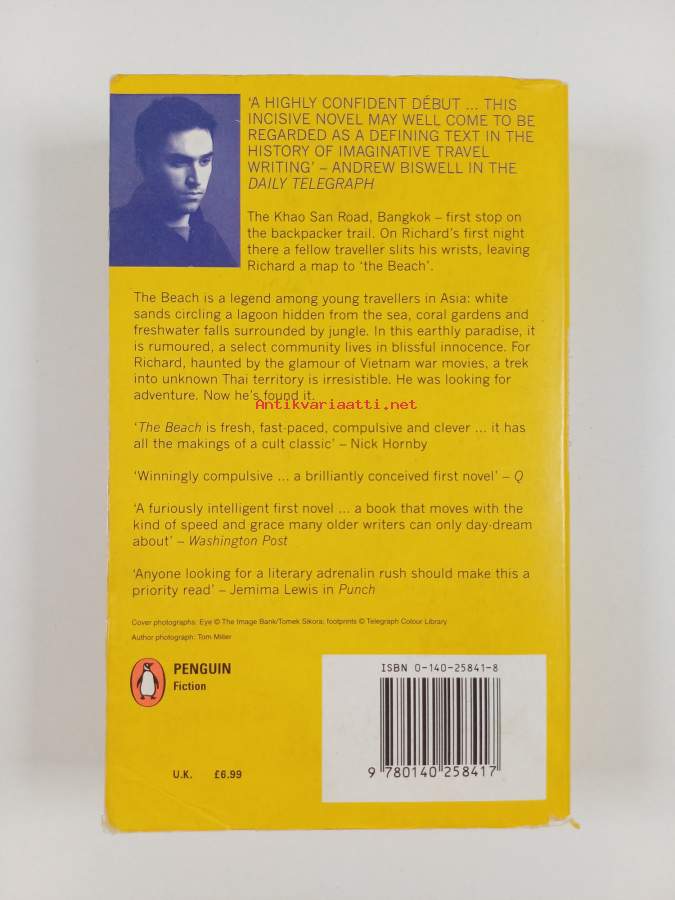 ‘A HIGHLY CONFIDENT DÉBUT ... THIS
INCISIVE NOVEL MAY WELL COME TO BE
REGARDED AS A DEFINING TEXT IN THE
HISTORY OF IMAGINATIVE TRAVEL
WRITING’ – ANDREW BISWELL IN THE
DAILY TELEGRAPH
The Khao San Road, Bangkok – first stop on
the backpacker trail. On Richard’s first night
there a fellow traveller slits his wrists, leaving
Richard a map to ‘the Beach’.
The Beach is a legend among young travellers in Asia: white
sands circling a lagoon hidden from the sea, coral gardens and
freshwater falls surrounded by jungle. In this earthly paradise, it
is rumoured, a select community lives in blissful innocence. For
Richard, haunted by the glamour of Vietnam war movies, a trek
into unknown Thai territory is irresistible. He was looking for
adventure. Now he’s found it.
Antikvariaatti.net
‘The Beach is fresh, fast-paced, compulsive and clever ... it has
all the makings of a cult classic’ – Nick Hornby
‘Winningly compulsive ... a brilliantly conceived first novel’ – Q
‘A furiously intelligent first novel ... a book that moves with the
kind of speed and grace many older writers can only day-dream
about’ – Washington Post
‘Anyone looking for a literary adrenalin rush should make this a
priority read’ – Jemima Lewis in Punch
Cover photographs: Eye © The Image Bank/Tomek Sikora; footprints © Telegraph Colour Library
Author photograph: Tom Miller
PENGUIN
Fiction
U.K. £6.99
ISBN 0-140-25841-8
9 780140 258417